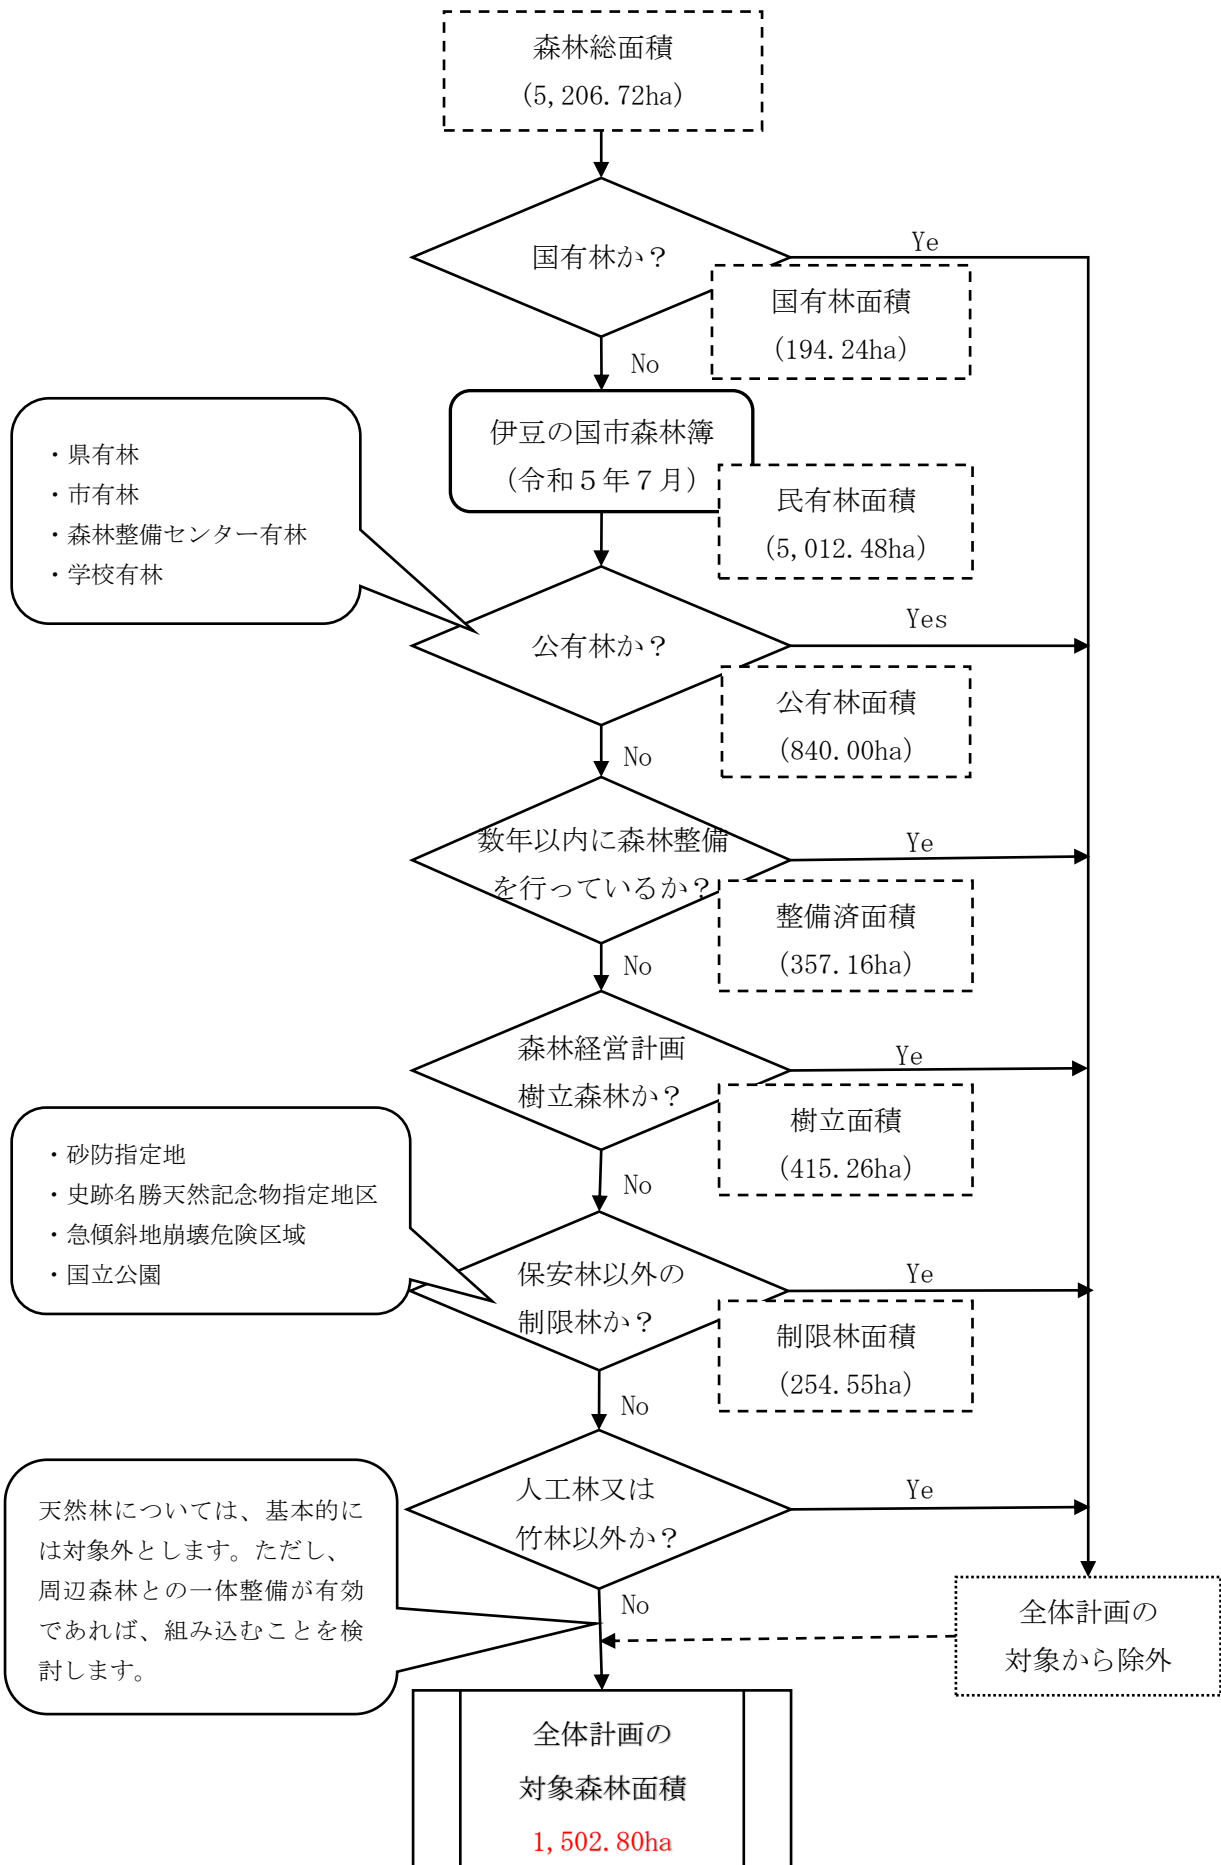 森林総面積
(5,206.72ha)
国有林か？
Ye
国有林面積
(194.24ha)
No
伊豆の国市森林簿
(令和５年７月)
民有林面積
(5,012.48ha)
・県有林
・市有林
・森林整備センター有林
・学校有林
公有林か？
Yes
公有林面積
(840.00ha)
No
数年以内に森林整備
を行っているか？
Ye
整備済面積
(357.16ha)
No
森林経営計画
樹立森林か？
Ye
樹立面積
(415.26ha)
No
・砂防指定地
・史跡名勝天然記念物指定地区
・急傾斜地崩壊危険区域
・国立公園
保安林以外の
制限林か？
Ye
制限林面積
(254.55ha)
No
人工林又は
竹林以外か？
Ye
天然林については、基本的に
は対象外とします。ただし、
周辺森林との一体整備が有効
であれば、組み込むことを検
討します。
No
全体計画の
対象から除外
全体計画の
対象森林面積
1,502.80ha